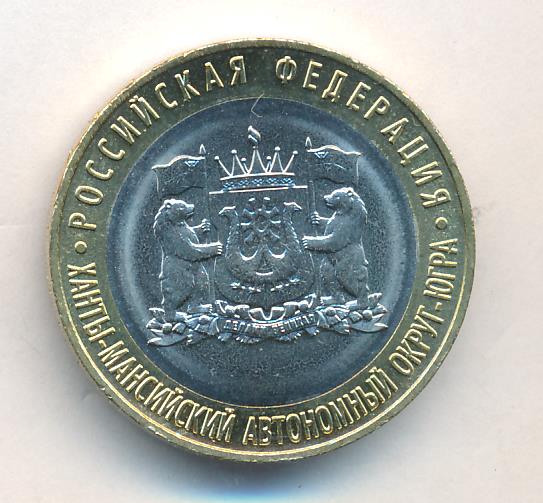 РОССИЙСКАЯ ФЕДЕРАЦИЯ
• ХАНТЫ-МАНСИЙСКИЙ АВТОНОМНЫЙ ОКРУГ-ЮГРА •